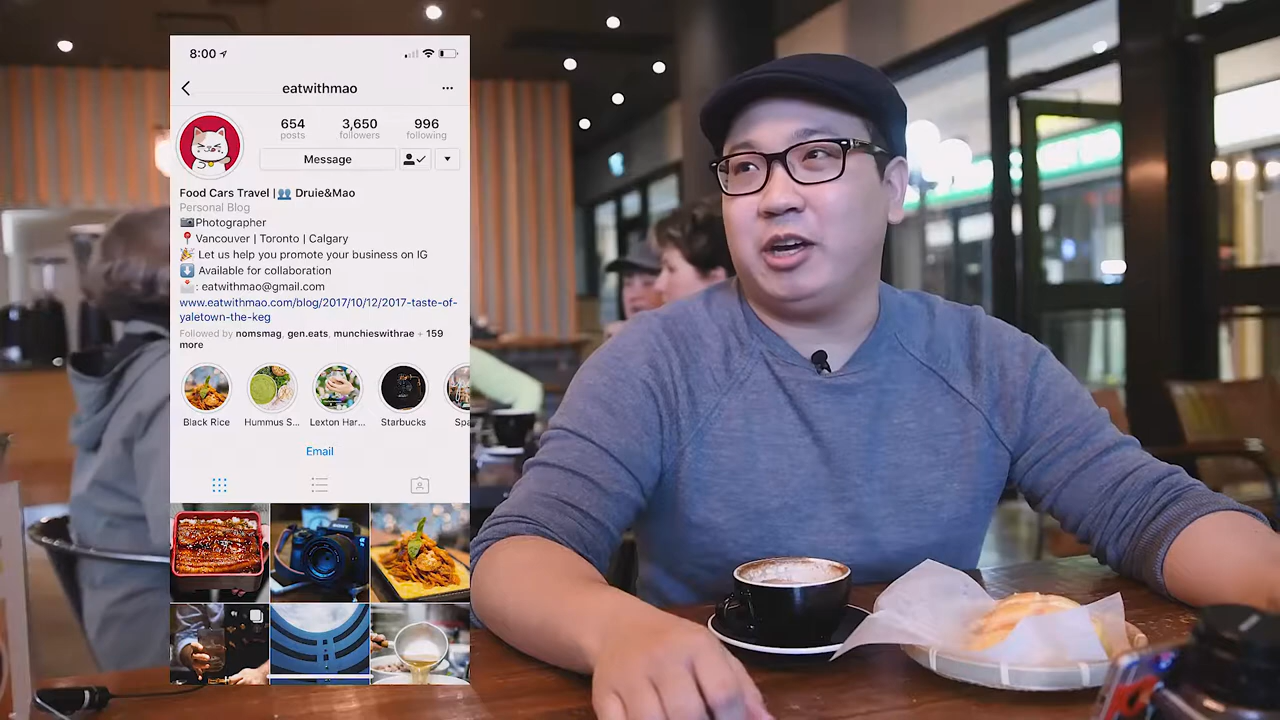 8:00
eatwithmao
654 3,650 996
posts followers following
Message
Food Cars Travel | Druie&Mao
Personal Blog
Photographer
Vancouver | Toronto | Calgary
Let us help you promote your business on IG
Available for collaboration
: eatwithmao@gmail.com
www.eatwithmao.com/blog/2017/10/12/2017-taste-of-
yaletown-the-keg
Followed by nomsmag, gen.eats, munchieswithrae + 159
more
Black Rice Hummus S... Lexton Har... Starbucks Spa
Email